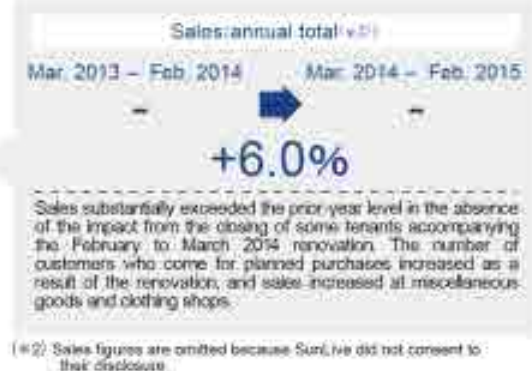 Sales:annual total (※2)
Mar. 2013 – Feb. 2014 Mar. 2014 – Feb. 2015
– –
+6.0%
Sales substantially exceeded the prior-year level in the absence
of the impact from the closing of some tenants accompanying
the February to March 2014 renovation. The number of
customers who come for planned purchases increased as a
result of the renovation, and sales increased at miscellaneous
goods and clothing shops.
(※2) Sales figures are omitted because SunLive did not consent to
their disclosure.